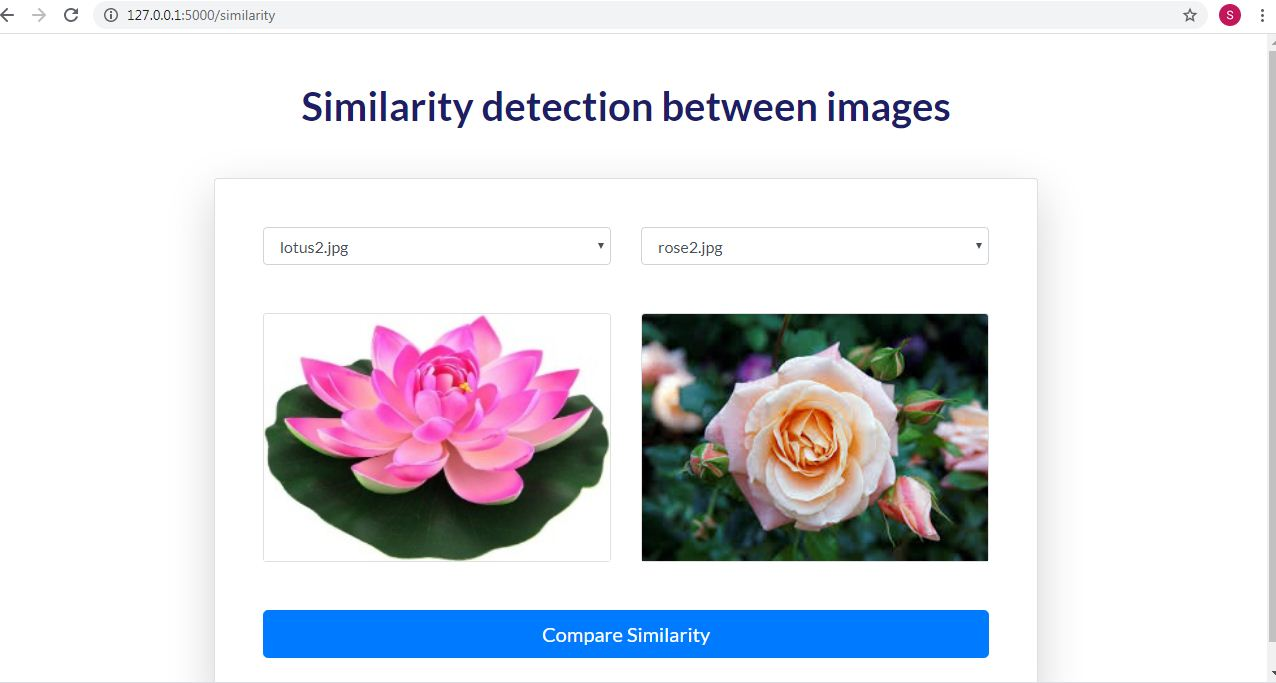 127.0.0.1:5000/similarity
S
Similarity detection between images
lotus2.jpg
rose2.jpg
Compare Similarity